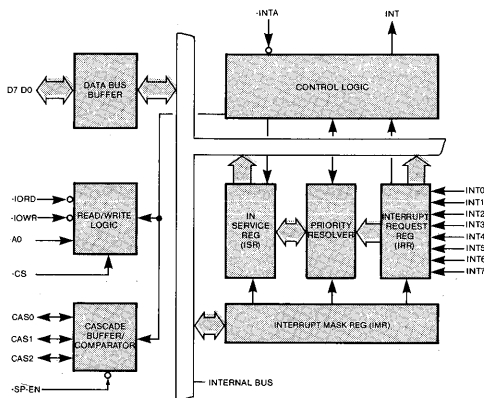 -INTA
INT
D7 D0
DATA BUS
BUFFER
CONTROL LOGIC
-IORD
-IOWR
A0
-CS
READ/WRITE
LOGIC
IN
SERVICE
REG
(ISR)
PRIORITY
RESOLVER
INTERRUPT
REQUEST
REG
(IRR)
INT0
INT1
INT2
INT3
INT4
INT5
INT6
INT7
CAS0
CAS1
CAS2
CASCADE
BUFFER/
COMPARATOR
INTERRUPT MASK REG (IMR)
-SP-EN
INTERNAL BUS